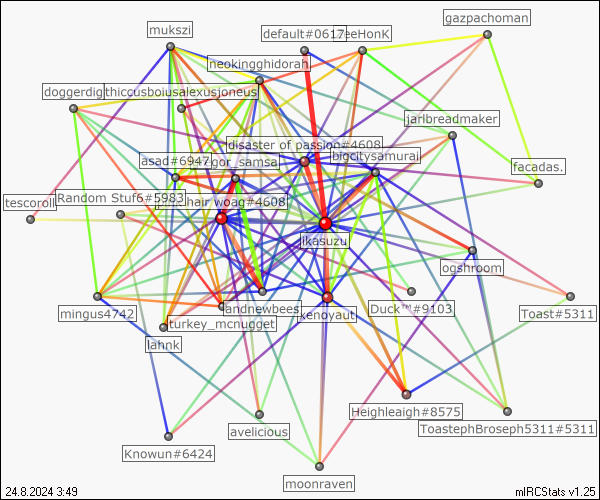 gazpachoman
mukszi
default#0617
eeHonK
neokingghidorah
doggerdig
thiccusboiusalexusjoneus
jarlbreadmaker
disaster of passion#4608
bigcitysamurai
asad#6947
gor_samsa
facadas.
tescoroll
Random Stuf6#5983
hair woag#4608
jikasuzu
ogshroom
mingus4742
landnewbees
kenoyaut
Duck™#9103
Toast#5311
turkey_mcnugget
lahnk
Heighleaigh#8575
ToastephBroseph5311#5311
avelicious
Knowun#6424
moonraven
24.8.2024 3:49
mIRCStats v1.25